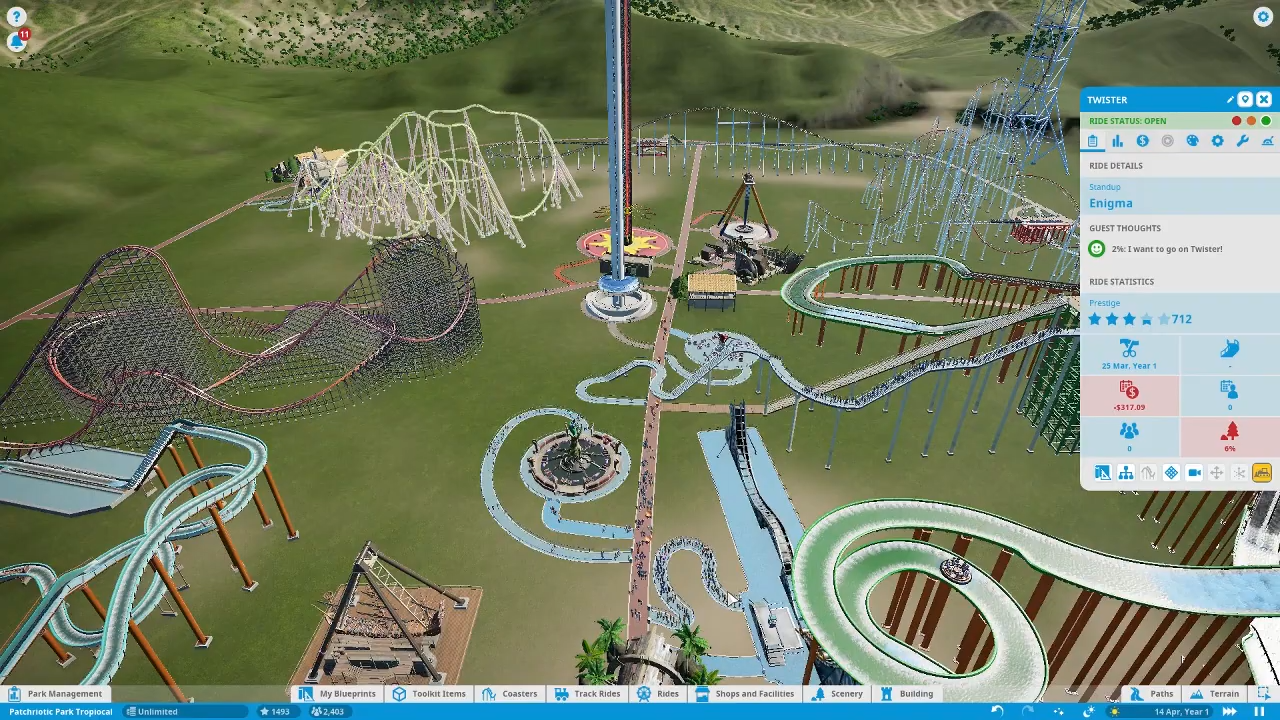 ?
11
TWISTER
RIDE STATUS: OPEN
RIDE DETAILS
Standup
Enigma
GUEST THOUGHTS
2%: I want to go on Twister!
RIDE STATISTICS
Prestige
712
25 Mar, Year 1
-
-$317.09
0
0
6%
Park Management
My Blueprints
Toolkit Items
Coasters
Track Rides
Rides
Shops and Facilities
Scenery
Building
Paths
Terrain
Patchriotic Park Tropiocal
Unlimited
1493
2,403
14 Apr, Year 1